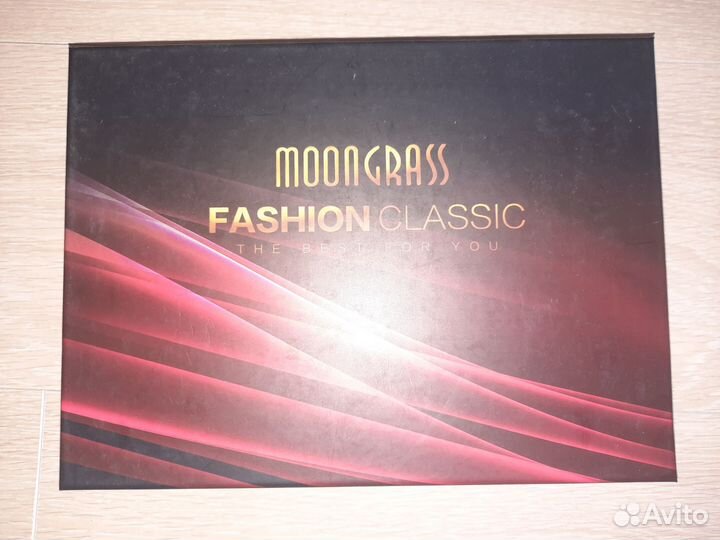 MOONGRASS
FASHION CLASSIC
THE BEST FOR YOU
Avito